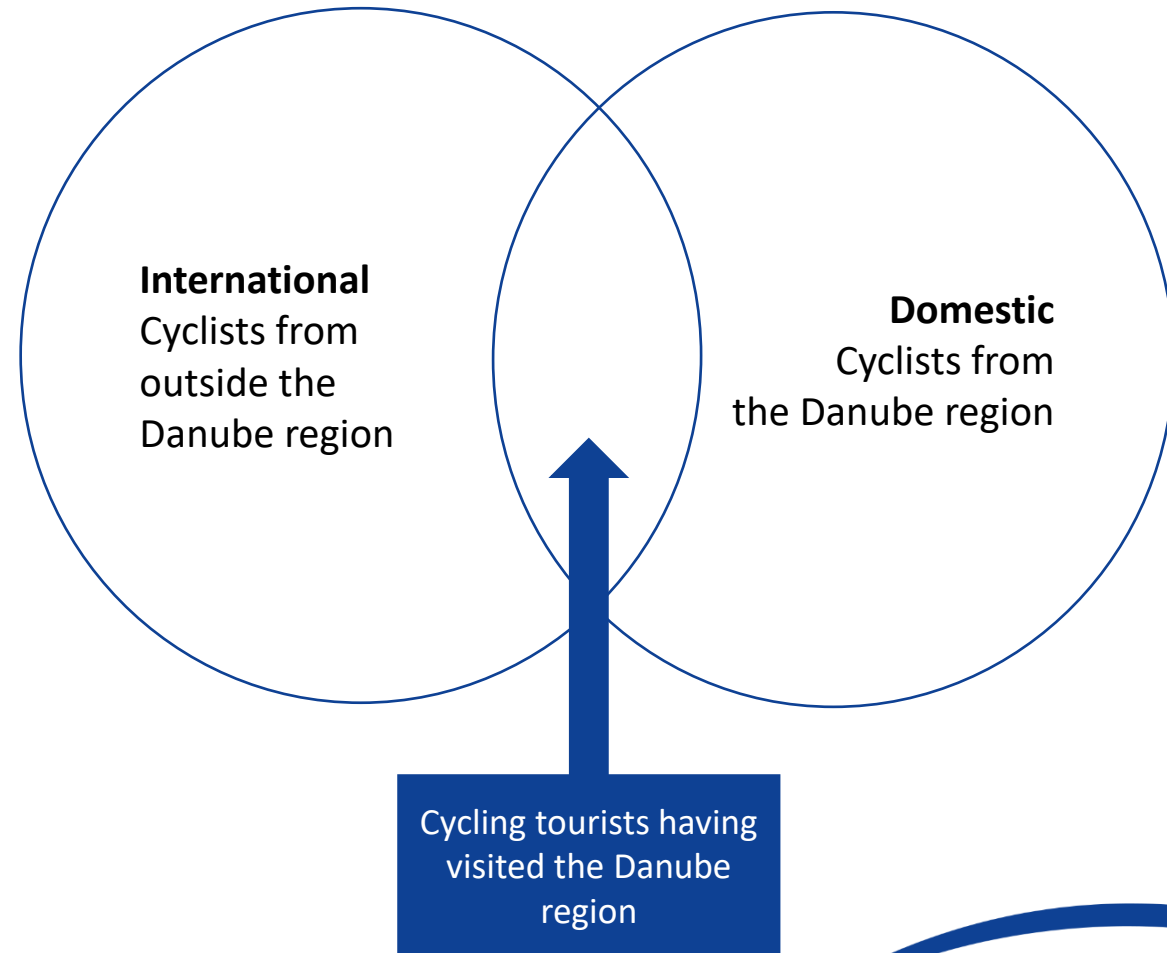 International
Cyclists from
outside the
Danube region
Domestic
Cyclists from
the Danube region
Cycling tourists having
visited the Danube
region